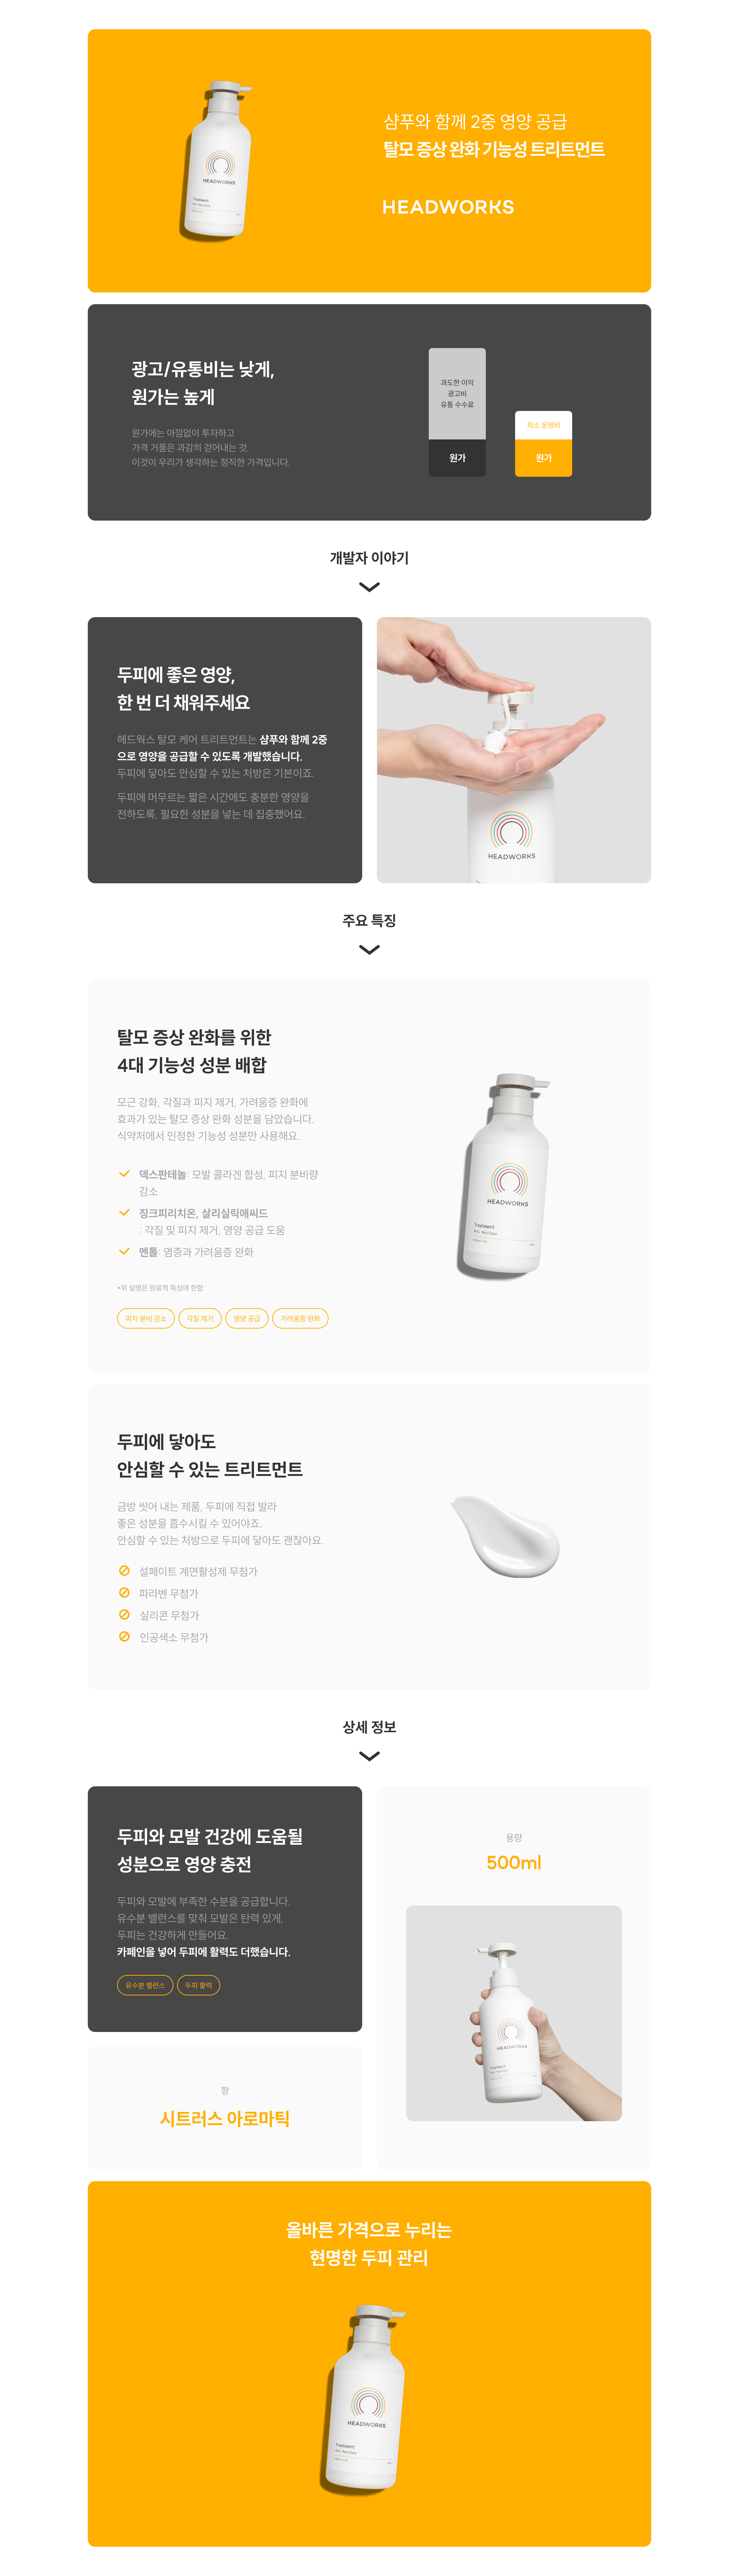 HEADWORKS
Treatment
샴푸와 함께 2중 영양 공급
탈모 증상 완화 기능성 트리트먼트
HEADWORKS
광고/유통비는 낮게,
원가는 높게
원가에는 아낌없이 투자하고
가격 거품은 과감히 걷어내는 것.
이것이 우리가 생각하는 정직한 가격입니다.
과도한 이익
광고비
유통 수수료
원가
최소 운영비
원가
개발자 이야기
두피에 좋은 영양,
한 번 더 채워주세요
헤드웍스 탈모 케어 트리트먼트는 샴푸와 함께 2중
으로 영양을 공급할 수 있도록 개발했습니다.
두피에 닿아도 안심할 수 있는 처방은 기본이죠.
두피에 머무르는 짧은 시간에도 충분한 영양을
전하도록, 필요한 성분을 넣는 데 집중했어요.
HEADWORKS
주요 특징
탈모 증상 완화를 위한
4대 기능성 성분 배합
모근 강화, 각질과 피지 제거, 가려움증 완화에
효과가 있는 탈모 증상 완화 성분을 담았습니다.
식약처에서 인정한 기능성 성분만 사용해요.
덱스판테놀: 모발 콜라겐 합성, 피지 분비량
감소
징크피리치온, 살리실릭애씨드
: 각질 및 피지 제거, 영양 공급 도움
멘톨: 염증과 가려움증 완화
*위 설명은 원료적 특성에 한함
피지 분비 감소
각질 제거
영양 공급
가려움증 완화
HEADWORKS
Treatment
두피에 닿아도
안심할 수 있는 트리트먼트
금방 씻어 내는 제품, 두피에 직접 발라
좋은 성분을 흡수시킬 수 있어야죠.
안심할 수 있는 처방으로 두피에 닿아도 괜찮아요.
설페이트 계면활성제 무첨가
파라벤 무첨가
실리콘 무첨가
인공색소 무첨가
상세 정보
두피와 모발 건강에 도움될
성분으로 영양 충전
두피와 모발에 부족한 수분을 공급합니다.
유수분 밸런스를 맞춰 모발은 탄력 있게,
두피는 건강하게 만들어요.
카페인을 넣어 두피에 활력도 더했습니다.
유수분 밸런스
두피 활력
용량
500ml
HEADWORKS
Treatment
향
시트러스 아로마틱
올바른 가격으로 누리는
현명한 두피 관리
HEADWORKS
Treatment